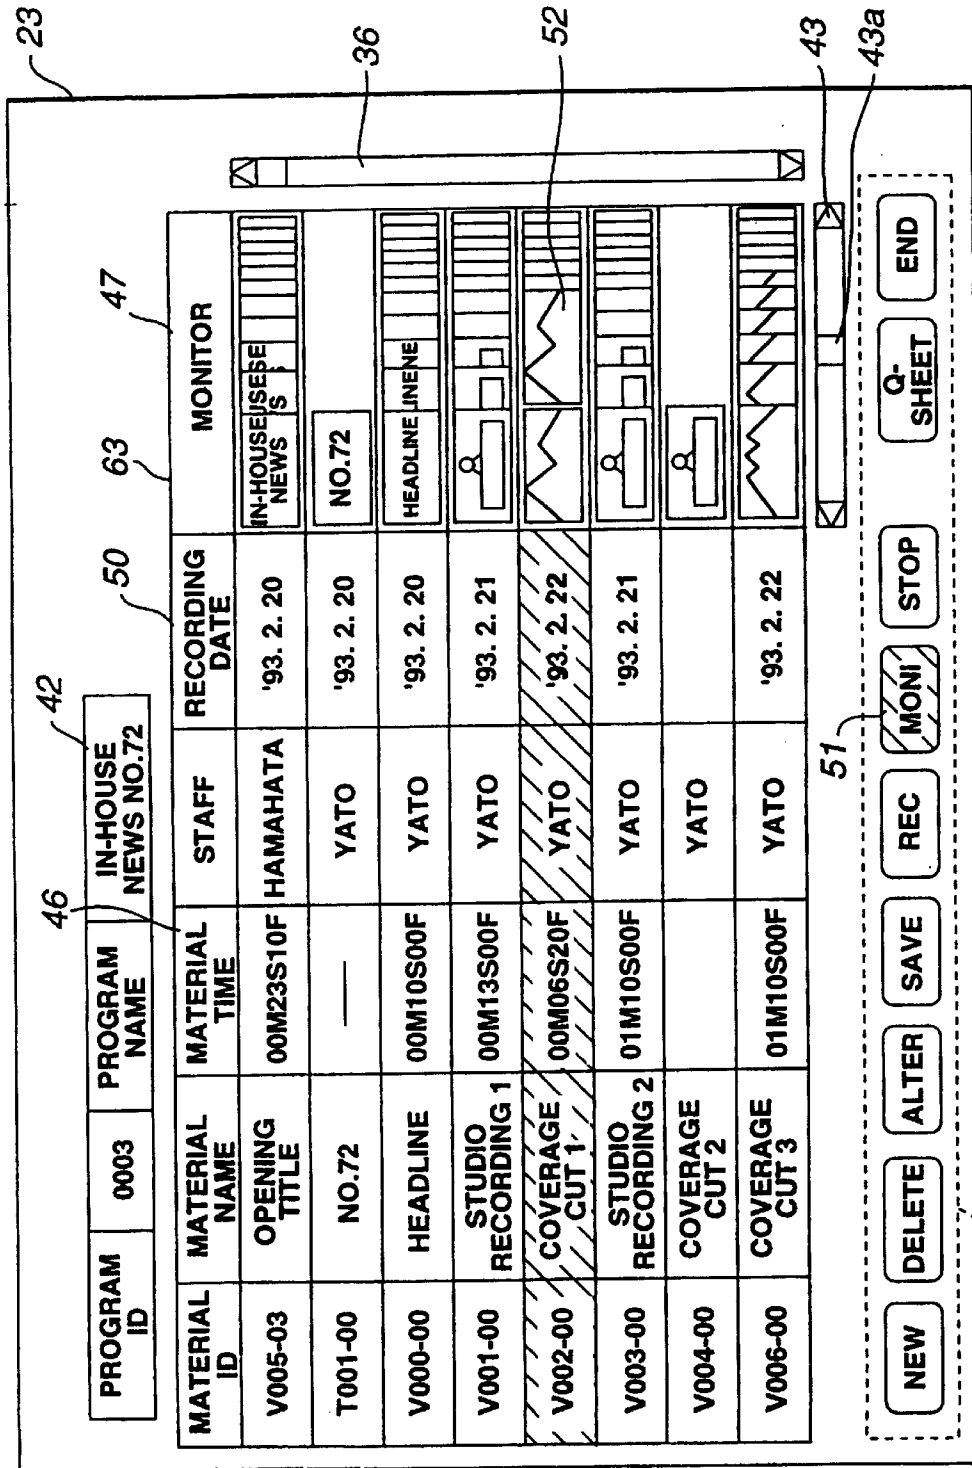 23
42
PROGRAM ID 0003 PROGRAM NAME IN-HOUSE NEWS NO.72
46 50 63 47
MATERIAL ID MATERIAL NAME MATERIAL TIME STAFF RECORDING DATE MONITOR
V005-03 OPENING TITLE 00M23S10F HAMAHATA '93. 2. 20 IN-HOUSE NEWS USE S SE
T001-00 NO.72 — YATO '93. 2. 20 NO.72
V000-00 HEADLINE 00M10S00F YATO '93. 2. 20 HEADLINE LINE NE
V001-00 STUDIO RECORDING 1 00M13S00F YATO '93. 2. 21
V002-00 COVERAGE CUT 1 00M06S20F YATO '93. 2. 22
V003-00 STUDIO RECORDING 2 01M10S00F YATO '93. 2. 21
V004-00 COVERAGE CUT 2 YATO
V006-00 COVERAGE CUT 3 01M10S00F YATO '93. 2. 22
36
52
43
43a
51
NEW DELETE ALTER SAVE REC MONI STOP Q-SHEET END